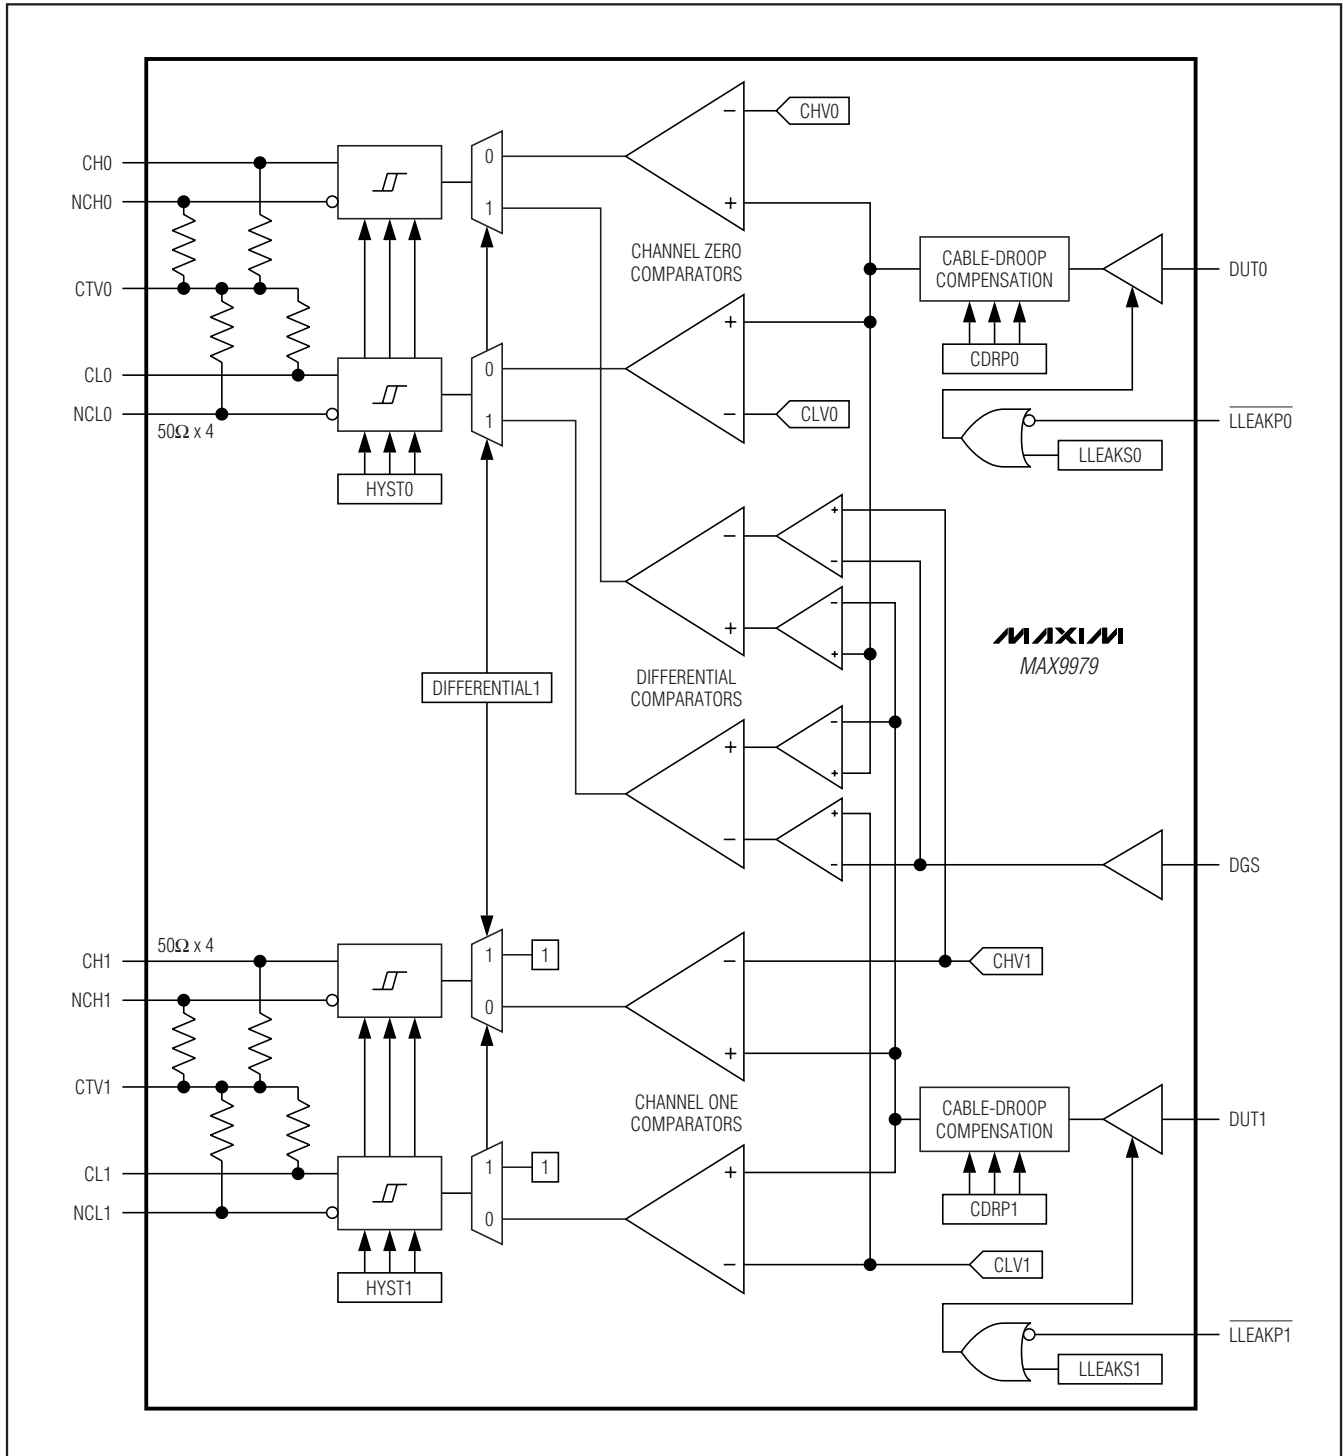 CHV0
0
−
CH0
NCH0
1
+
CHANNEL ZERO
COMPARATORS
CABLE-DROOP
COMPENSATION
DUT0
CTV0
+
CDRP0
CL0
0
NCL0
50Ω x 4
1
−
CLV0
LLEAKP0
LLEAKS0
HYST0
+
−
−
−
+
+
MAXIM
MAX9979
DIFFERENTIAL1
DIFFERENTIAL
COMPARATORS
−
+
+
+
−
−
DGS
50Ω x 4
1
1
CH1
−
CHV1
NCH1
0
+
CTV1
CHANNEL ONE
COMPARATORS
CABLE-DROOP
COMPENSATION
DUT1
CL1
1
1
+
NCL1
0
CDRP1
−
CLV1
HYST1
LLEAKP1
LLEAKS1